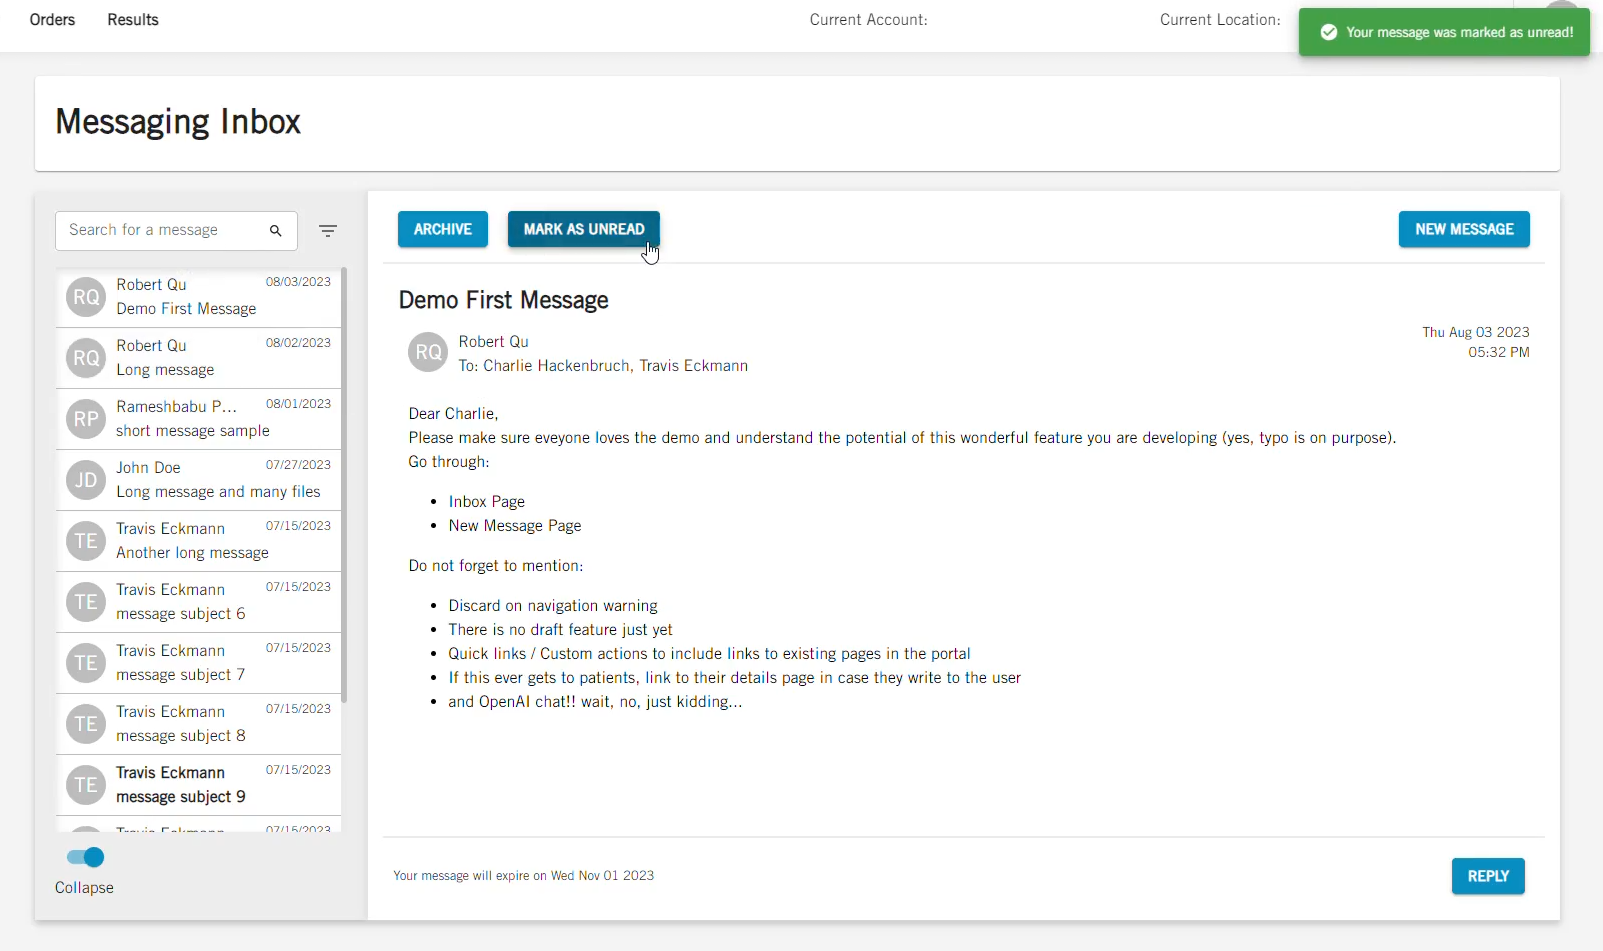 Orders
Results
Current Account:
Current Location:
Your message was marked as unread!
Messaging Inbox
Search for a message
RQ
Robert Qu
08/03/2023
Demo First Message
RQ
Robert Qu
08/02/2023
Long message
RP
Rameshbabu P...
08/01/2023
short message sample
JD
John Doe
07/27/2023
Long message and many files
TE
Travis Eckmann
07/15/2023
Another long message
TE
Travis Eckmann
07/15/2023
message subject 6
TE
Travis Eckmann
07/15/2023
message subject 7
TE
Travis Eckmann
07/15/2023
message subject 8
TE
Travis Eckmann
07/15/2023
message subject 9
Travis Eckmann
07/15/2023
Collapse
ARCHIVE
MARK AS UNREAD
NEW MESSAGE
Demo First Message
RQ
Robert Qu
To: Charlie Hackenbruch, Travis Eckmann
Thu Aug 03 2023
05:32 PM
Dear Charlie,
Please make sure eveyone loves the demo and understand the potential of this wonderful feature you are developing (yes, typo is on purpose).
Go through:
• Inbox Page
• New Message Page
Do not forget to mention:
• Discard on navigation warning
• There is no draft feature just yet
• Quick links / Custom actions to include links to existing pages in the portal
• If this ever gets to patients, link to their details page in case they write to the user
• and OpenAI chat!! wait, no, just kidding...
Your message will expire on Wed Nov 01 2023
REPLY